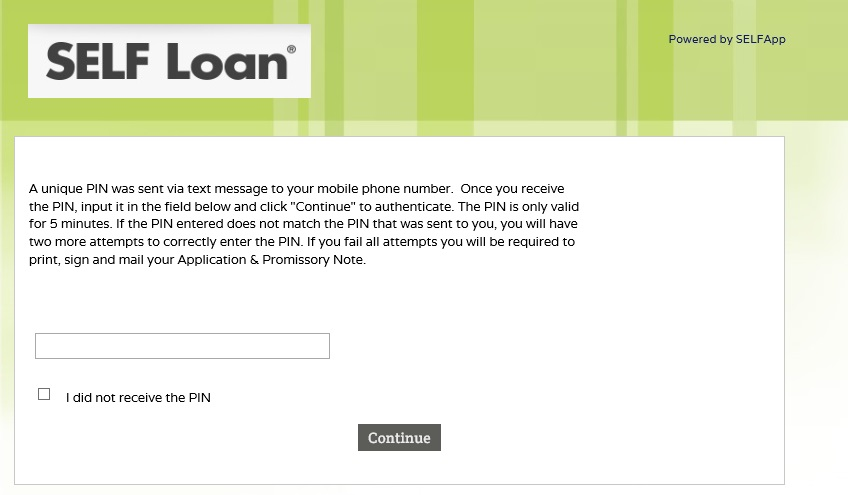 SELF Loan®
Powered by SELFApp
A unique PIN was sent via text message to your mobile phone number.  Once you receive
the PIN, input it in the field below and click "Continue" to authenticate. The PIN is only valid
for 5 minutes. If the PIN entered does not match the PIN that was sent to you, you will have
two more attempts to correctly enter the PIN. If you fail all attempts you will be required to
print, sign and mail your Application & Promissory Note.
I did not receive the PIN
Continue